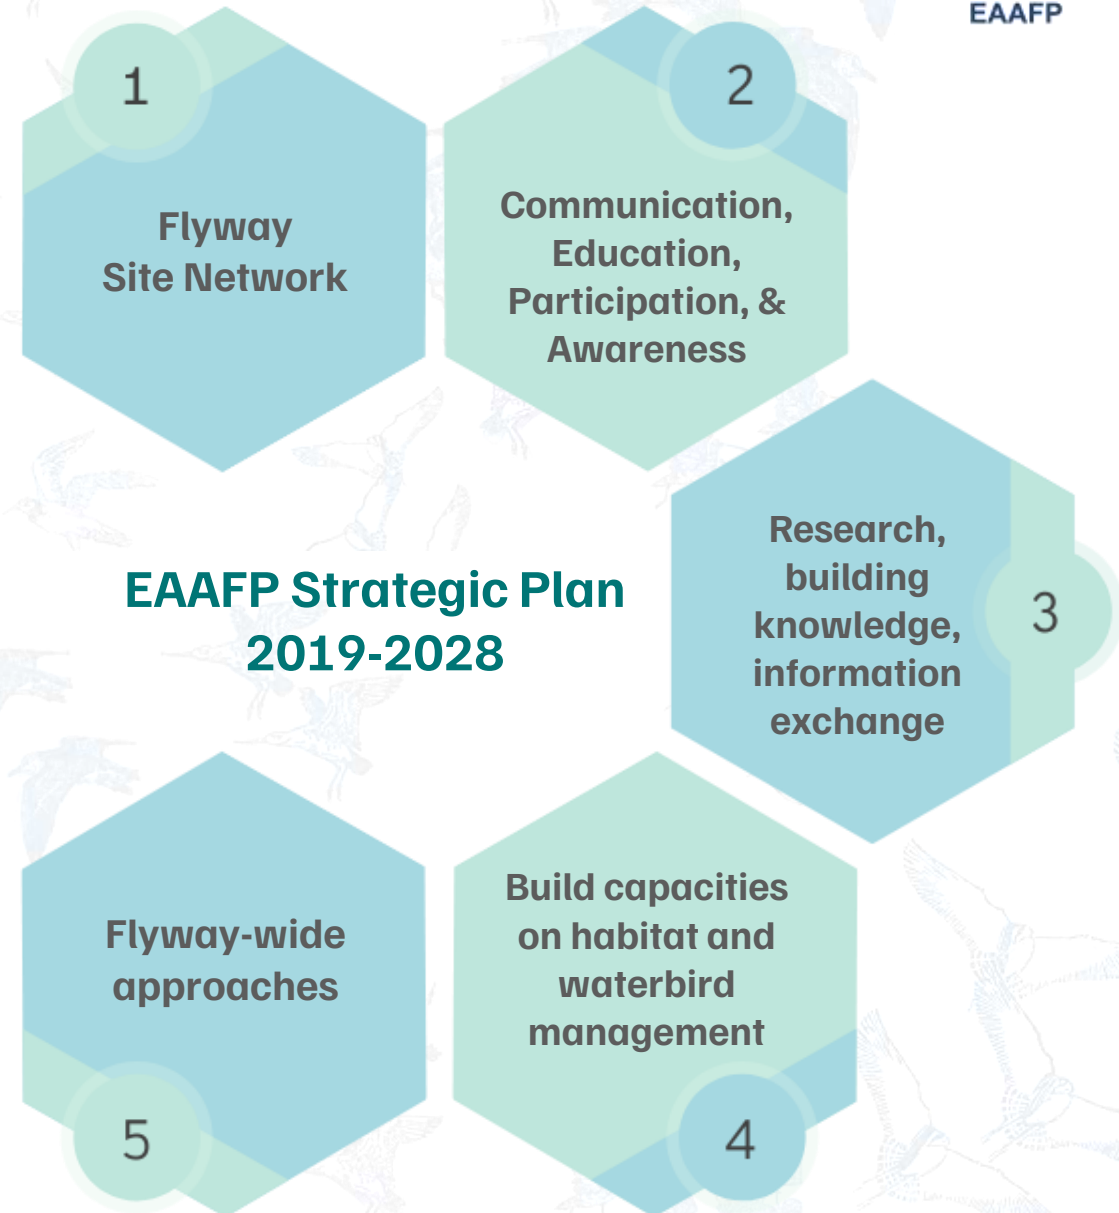 EAAFP
1
Flyway
Site Network
2
Communication,
Education,
Participation, &
Awareness
3
Research,
building
knowledge,
information
exchange
EAAFP Strategic Plan
2019-2028
4
Build capacities
on habitat and
waterbird
management
5
Flyway-wide
approaches